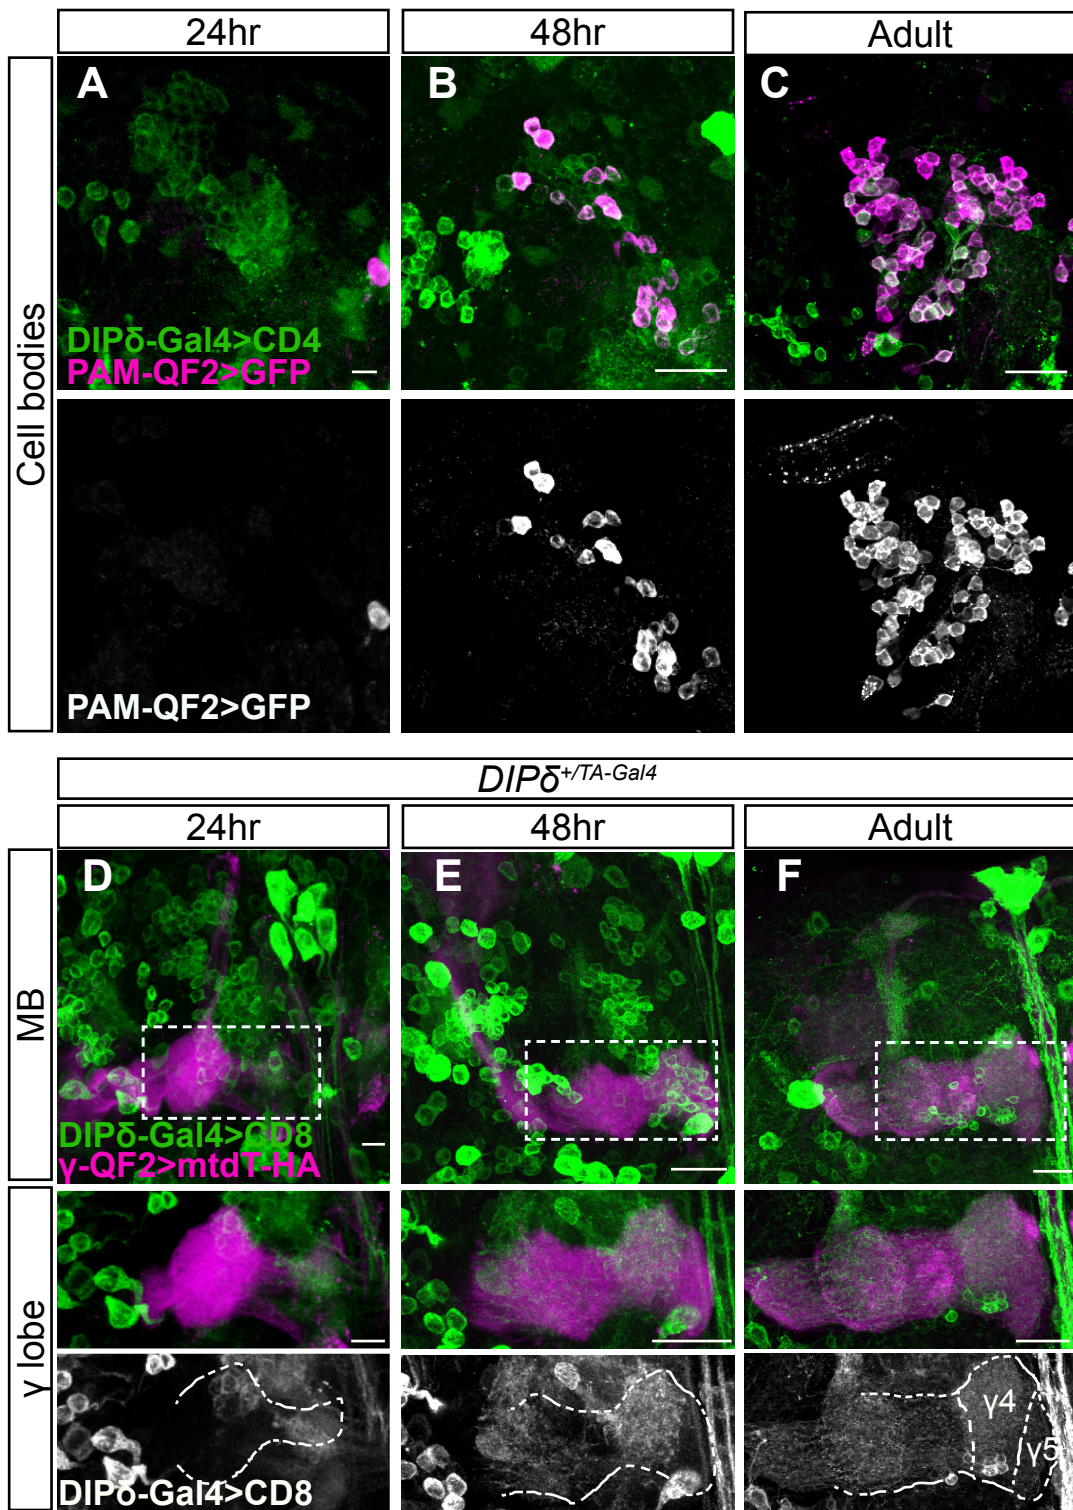 24hr
48hr
Adult
Cell bodies
A
B
C
DIPδ-Gal4>CD4
PAM-QF2>GFP
PAM-QF2>GFP
DIPδ+/TA-Gal4
24hr
48hr
Adult
MB
D
E
F
DIPδ-Gal4>CD8
γ-QF2>mtdT-HA
γ lobe
γ4
γ5
DIPδ-Gal4>CD8